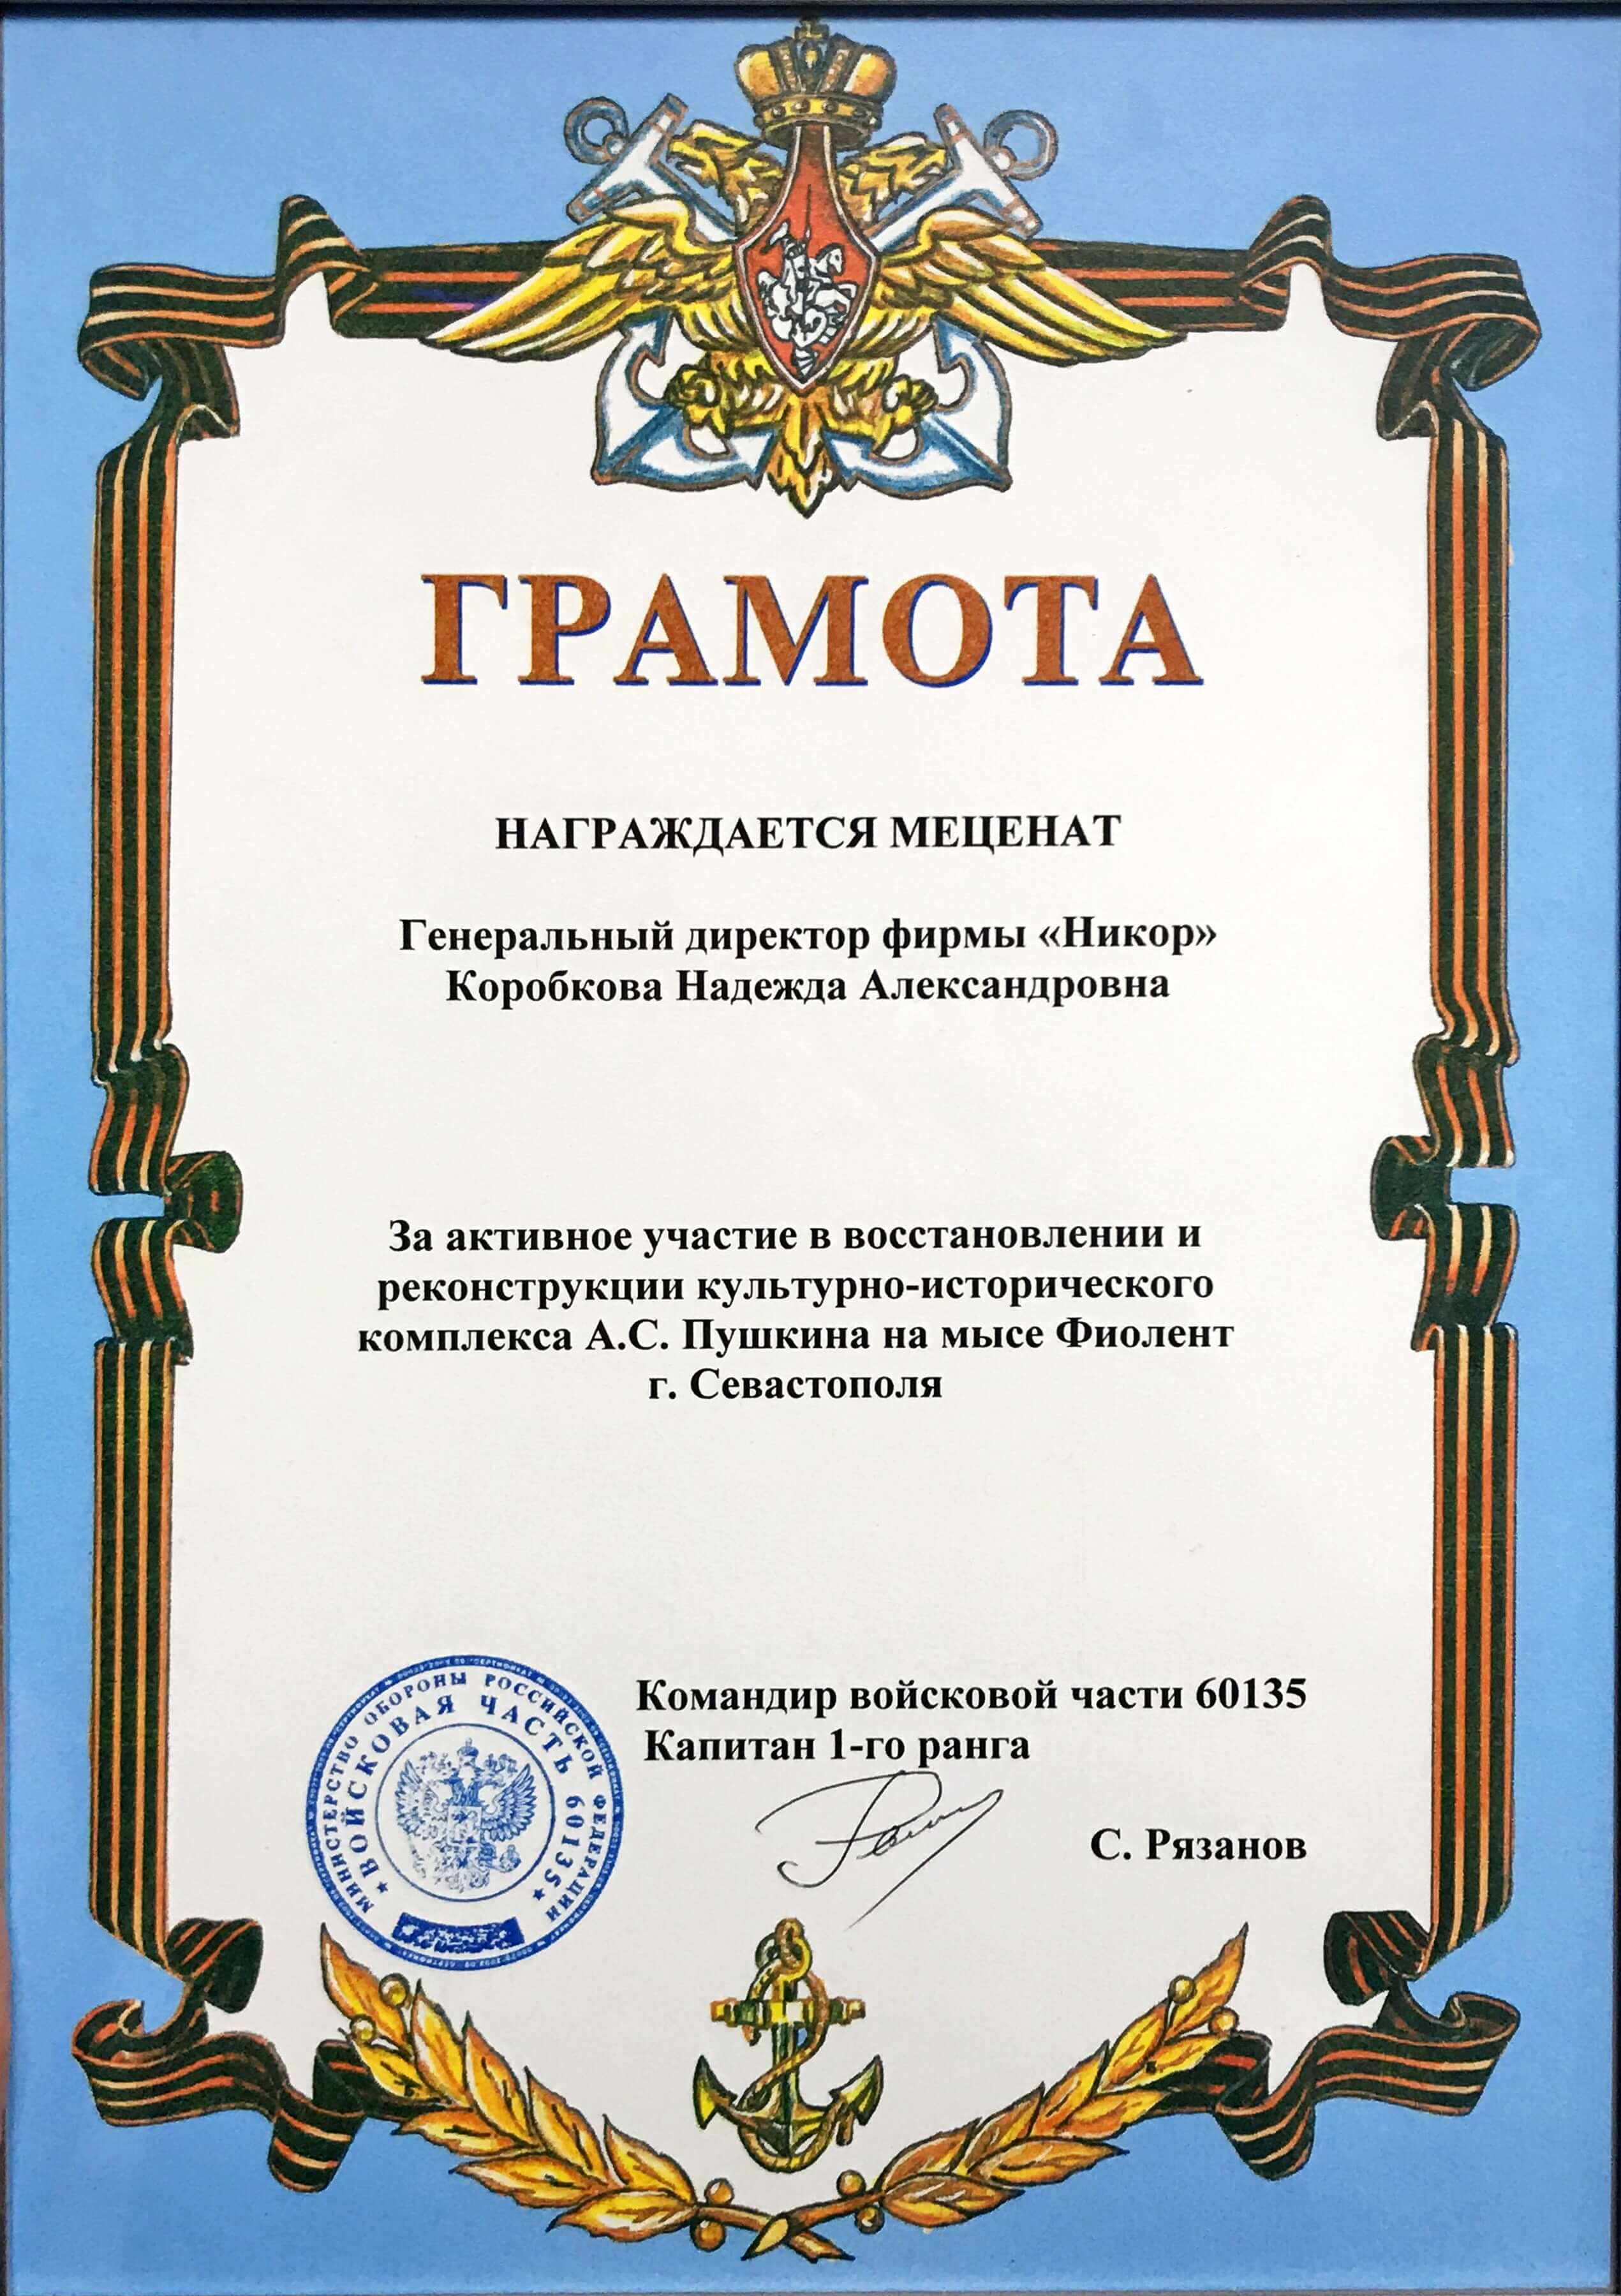 ГРАМОТА
НАГРАЖДАЕТСЯ МЕЦЕНАТ
Генеральный директор фирмы «Никор»
Коробкова Надежда Александровна
За активное участие в восстановлении и
реконструкции культурно-исторического
комплекса А.С. Пушкина на мысе Фиолент
г. Севастополя
Командир войсковой части 60135
Капитан 1-го ранга
С. Рязанов
МИНИСТЕРСТВО ОБОРОНЫ РОССИЙСКОЙ ФЕДЕРАЦИИ
* ВОЙСКОВАЯ ЧАСТЬ 60135 *